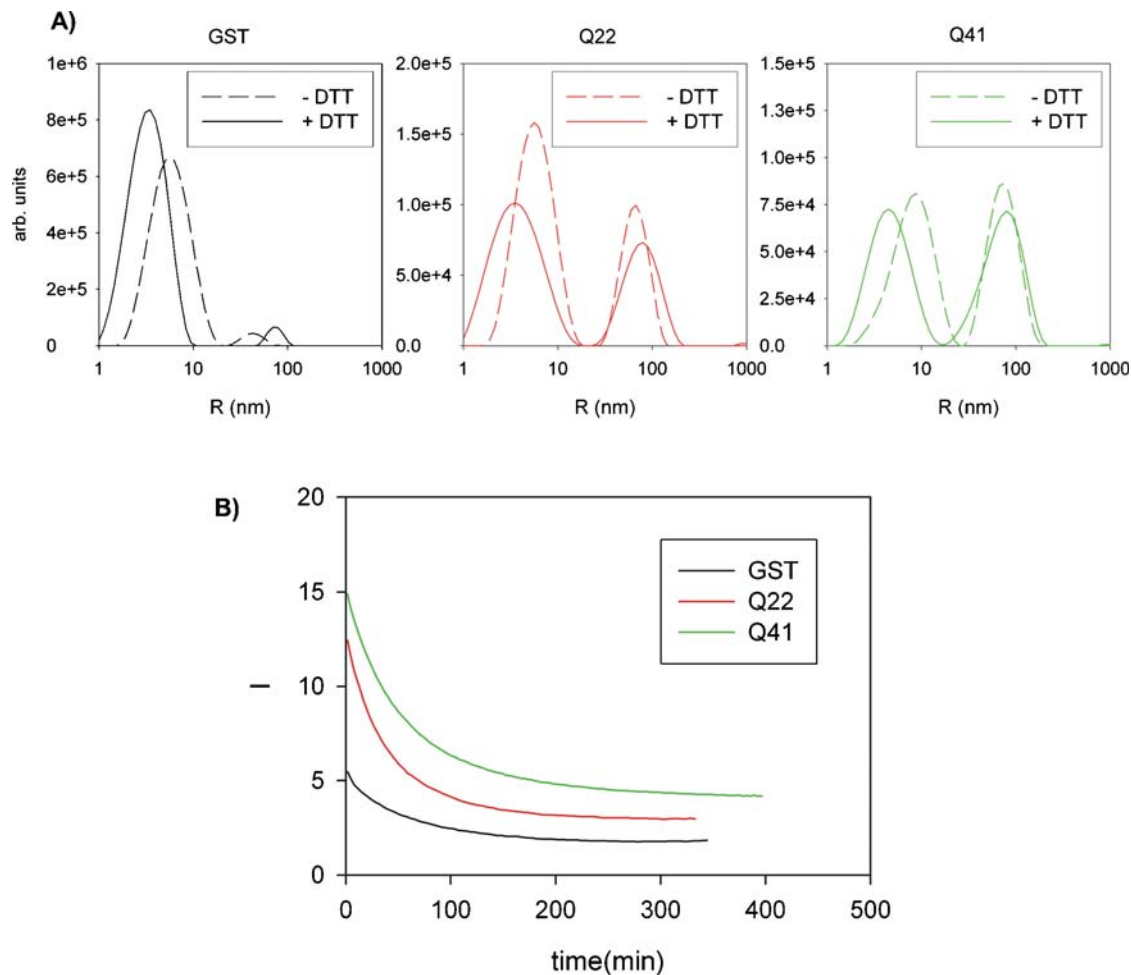 A)
GST
Q22
Q41
1e+6
8e+5
6e+5
4e+5
2e+5
0
arb. units
- DTT
+ DTT
1
10
100
1000
R (nm)
2.0e+5
1.5e+5
1.0e+5
5.0e+4
0.0
- DTT
+ DTT
1
10
100
1000
R (nm)
1.5e+5
1.3e+5
1.0e+5
7.5e+4
5.0e+4
2.5e+4
0.0
- DTT
+ DTT
1
10
100
1000
R (nm)
B)
20
15
10
5
0
I
GST
Q22
Q41
0
100
200
300
400
500
time(min)